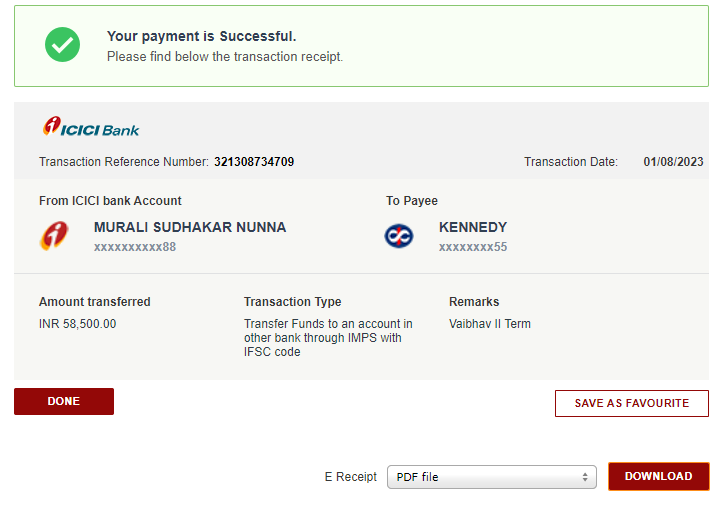 Your payment is Successful.
Please find below the transaction receipt.
ICICI Bank
Transaction Reference Number: 321308734709 Transaction Date: 01/08/2023
From ICICI bank Account To Payee
MURALI SUDHAKAR NUNNA KENNEDY
xxxxxxxxxx88 xxxxxxxx55
Amount transferred Transaction Type Remarks
INR 58,500.00 Transfer Funds to an account in Vaibhav II Term
other bank through IMPS with
IFSC code
DONE SAVE AS FAVOURITE
E Receipt PDF file DOWNLOAD